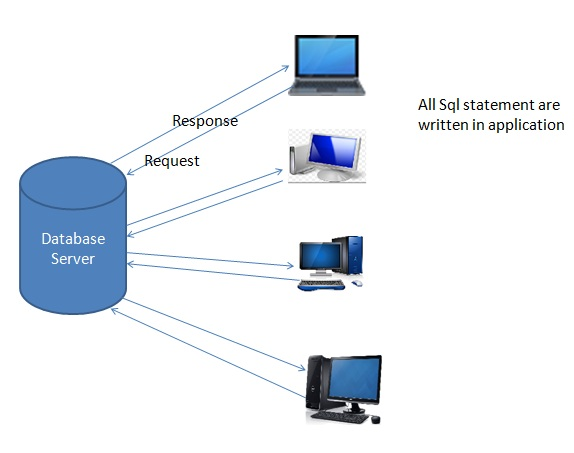 All Sql statement are
written in application
Response
Request
Database
Server